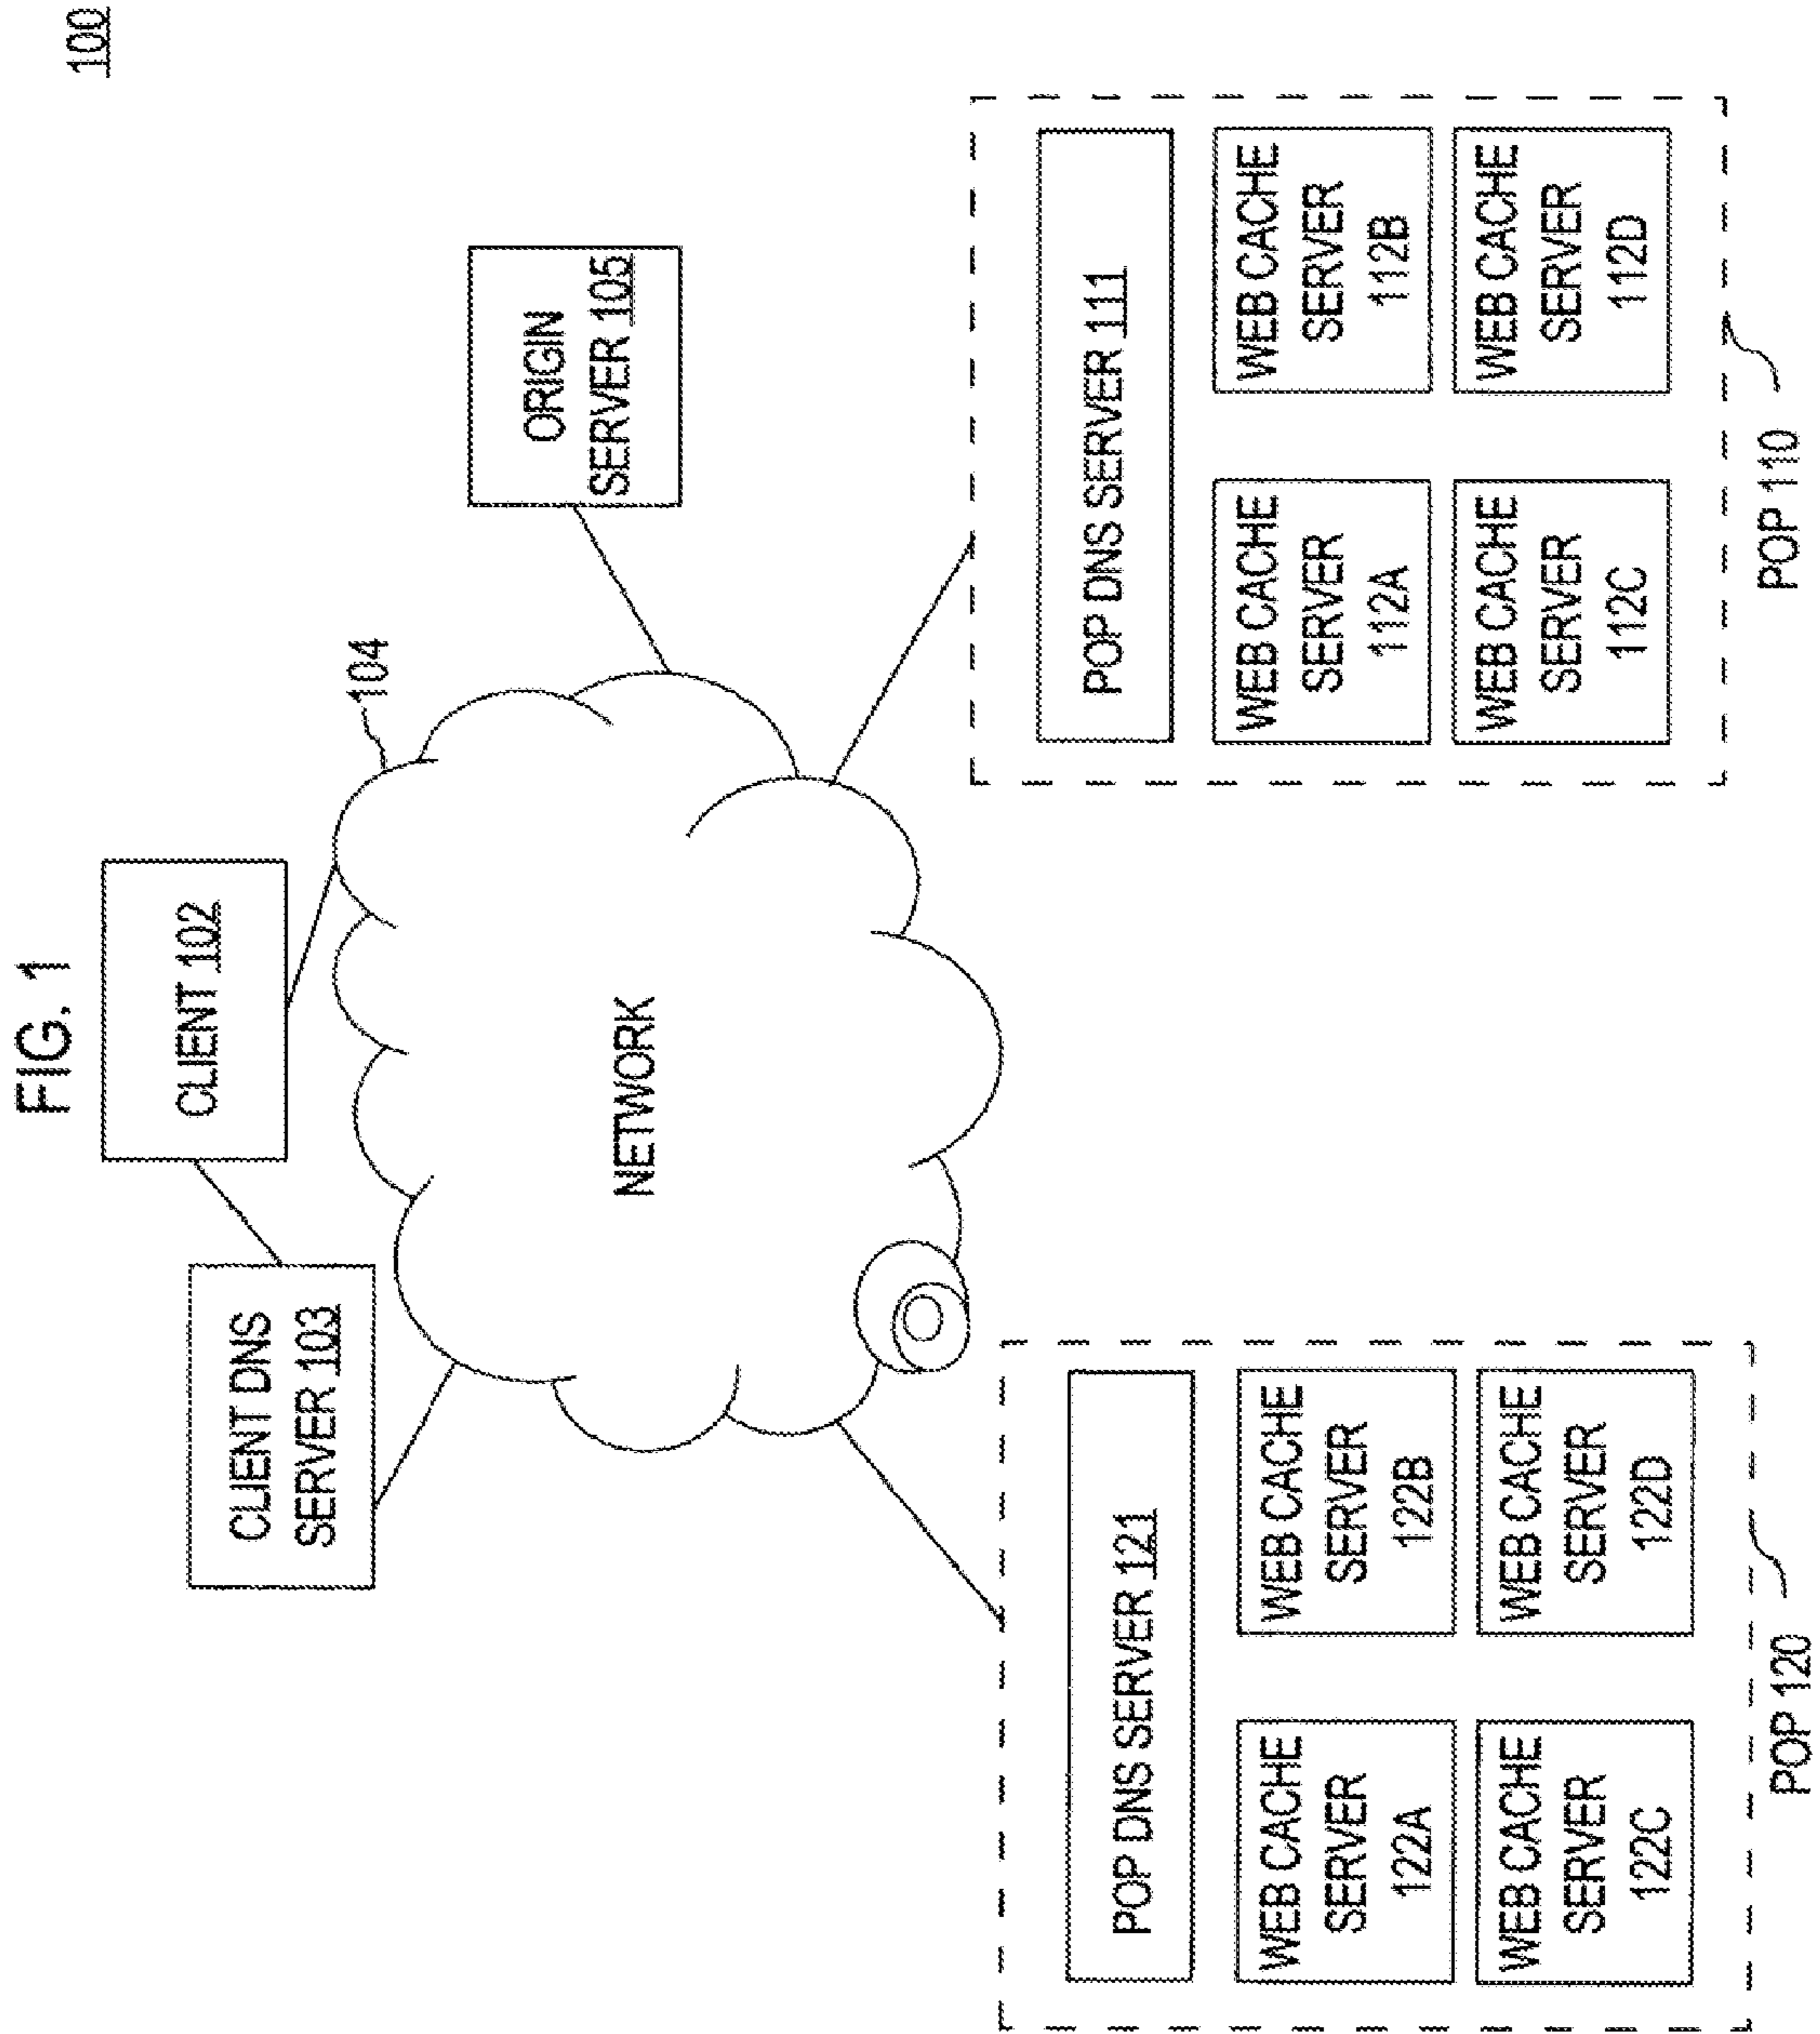 100
FIG. 1
CLIENT 102
CLIENT DNS
SERVER 103
104
ORIGIN
SERVER 105
NETWORK
POP DNS SERVER 121
WEB CACHE
SERVER
122A
WEB CACHE
SERVER
122B
WEB CACHE
SERVER
122C
WEB CACHE
SERVER
122D
POP 120
POP DNS SERVER 111
WEB CACHE
SERVER
112A
WEB CACHE
SERVER
112B
WEB CACHE
SERVER
112C
WEB CACHE
SERVER
112D
POP 110